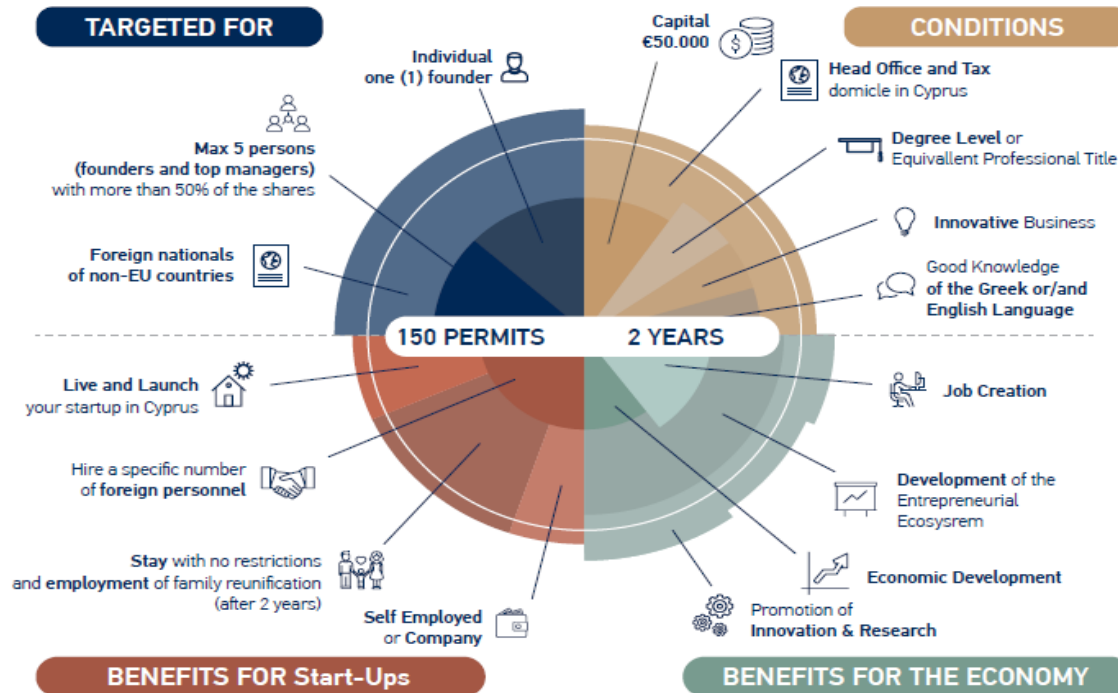 TARGETED FOR
Individual
one (1) founder
Max 5 persons
(founders and top managers)
with more than 50% of the shares
Foreign nationals
of non-EU countries
CONDITIONS
Capital
€50.000
$
Head Office and Tax
domicile in Cyprus
Degree Level or
Equivallent Professional Title
Innovative Business
Good Knowledge
of the Greek or/and
English Language
150 PERMITS
2 YEARS
Live and Launch
your startup in Cyprus
Hire a specific number
of foreign personnel
Stay with no restrictions
and employment of family reunification
(after 2 years)
Self Employed
or Company
BENEFITS FOR Start-Ups
Job Creation
Development of the
Entrepreneurial
Ecosysrem
Economic Development
Promotion of
Innovation & Research
BENEFITS FOR THE ECONOMY